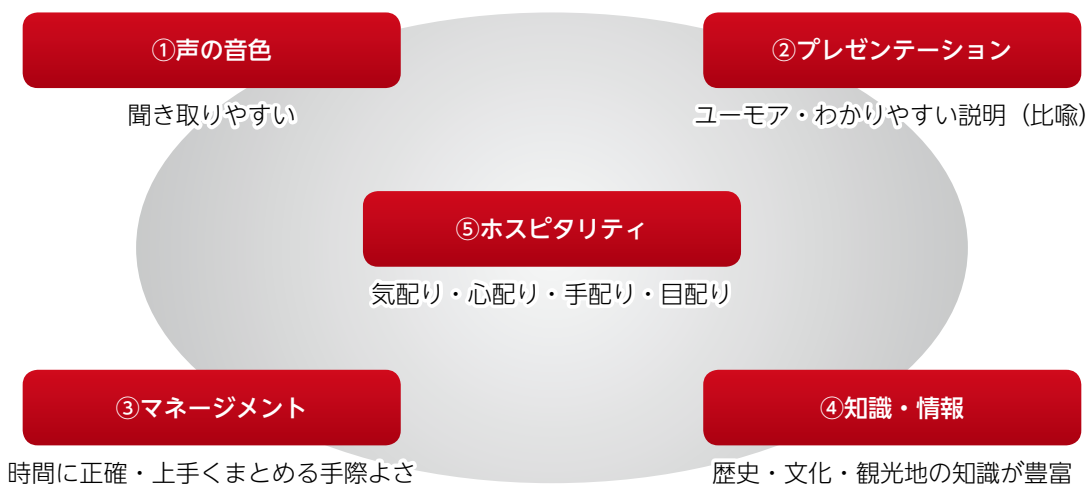 ①声の音色
聞き取りやすい
②プレゼンテーション
ユーモア・わかりやすい説明（比喩）
⑤ホスピタリティ
気配り・心配り・手配り・目配り
③マネージメント
時間に正確・上手くまとめる手際よさ
④知識・情報
歴史・文化・観光地の知識が豊富